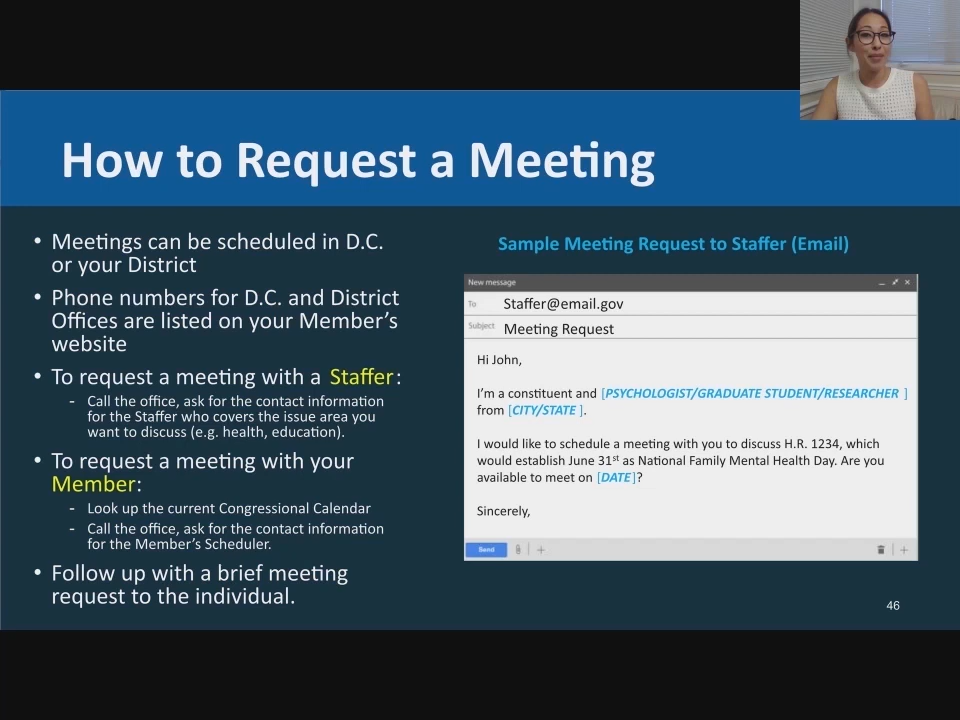 How to Request a Meeting
• Meetings can be scheduled in D.C.
or your District
• Phone numbers for D.C. and District
Offices are listed on your Member's
website
• To request a meeting with a Staffer:
- Call the office, ask for the contact information
for the Staffer who covers the issue area you
want to discuss (e.g. health, education).
• To request a meeting with your
Member:
- Look up the current Congressional Calendar
- Call the office, ask for the contact information
for the Member's Scheduler.
• Follow up with a brief meeting
request to the individual.
Sample Meeting Request to Staffer (Email)
New message
To Staffer@email.gov
Subject Meeting Request
Hi John,
I'm a constituent and [PSYCHOLOGIST/GRADUATE STUDENT/RESEARCHER ]
from [CITY/STATE ].
I would like to schedule a meeting with you to discuss H.R. 1234, which
would establish June 31st as National Family Mental Health Day. Are you
available to meet on [DATE]?
Sincerely,
Send
46